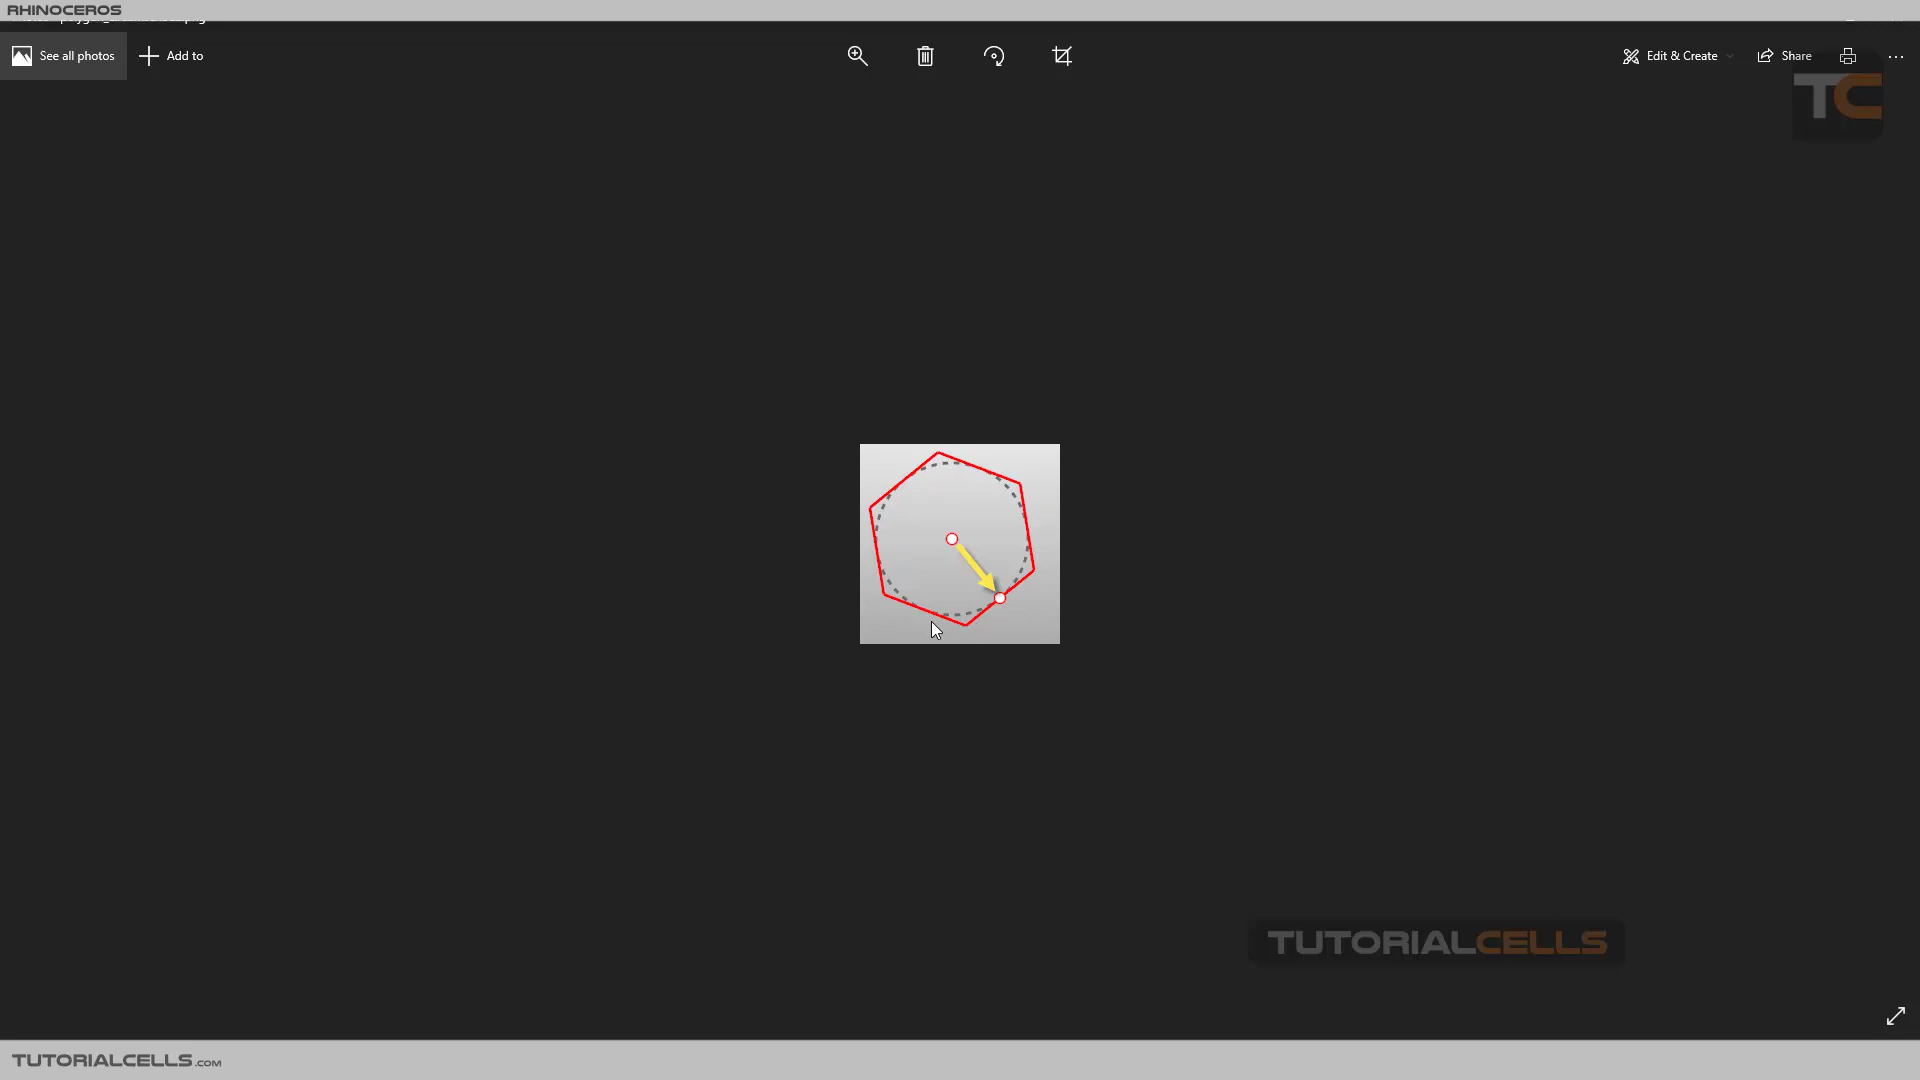 RHINOCEROS
See all photos
Add to
Edit & Create
Share
TC
TUTORIALCELLS
TUTORIALCELLS.COM